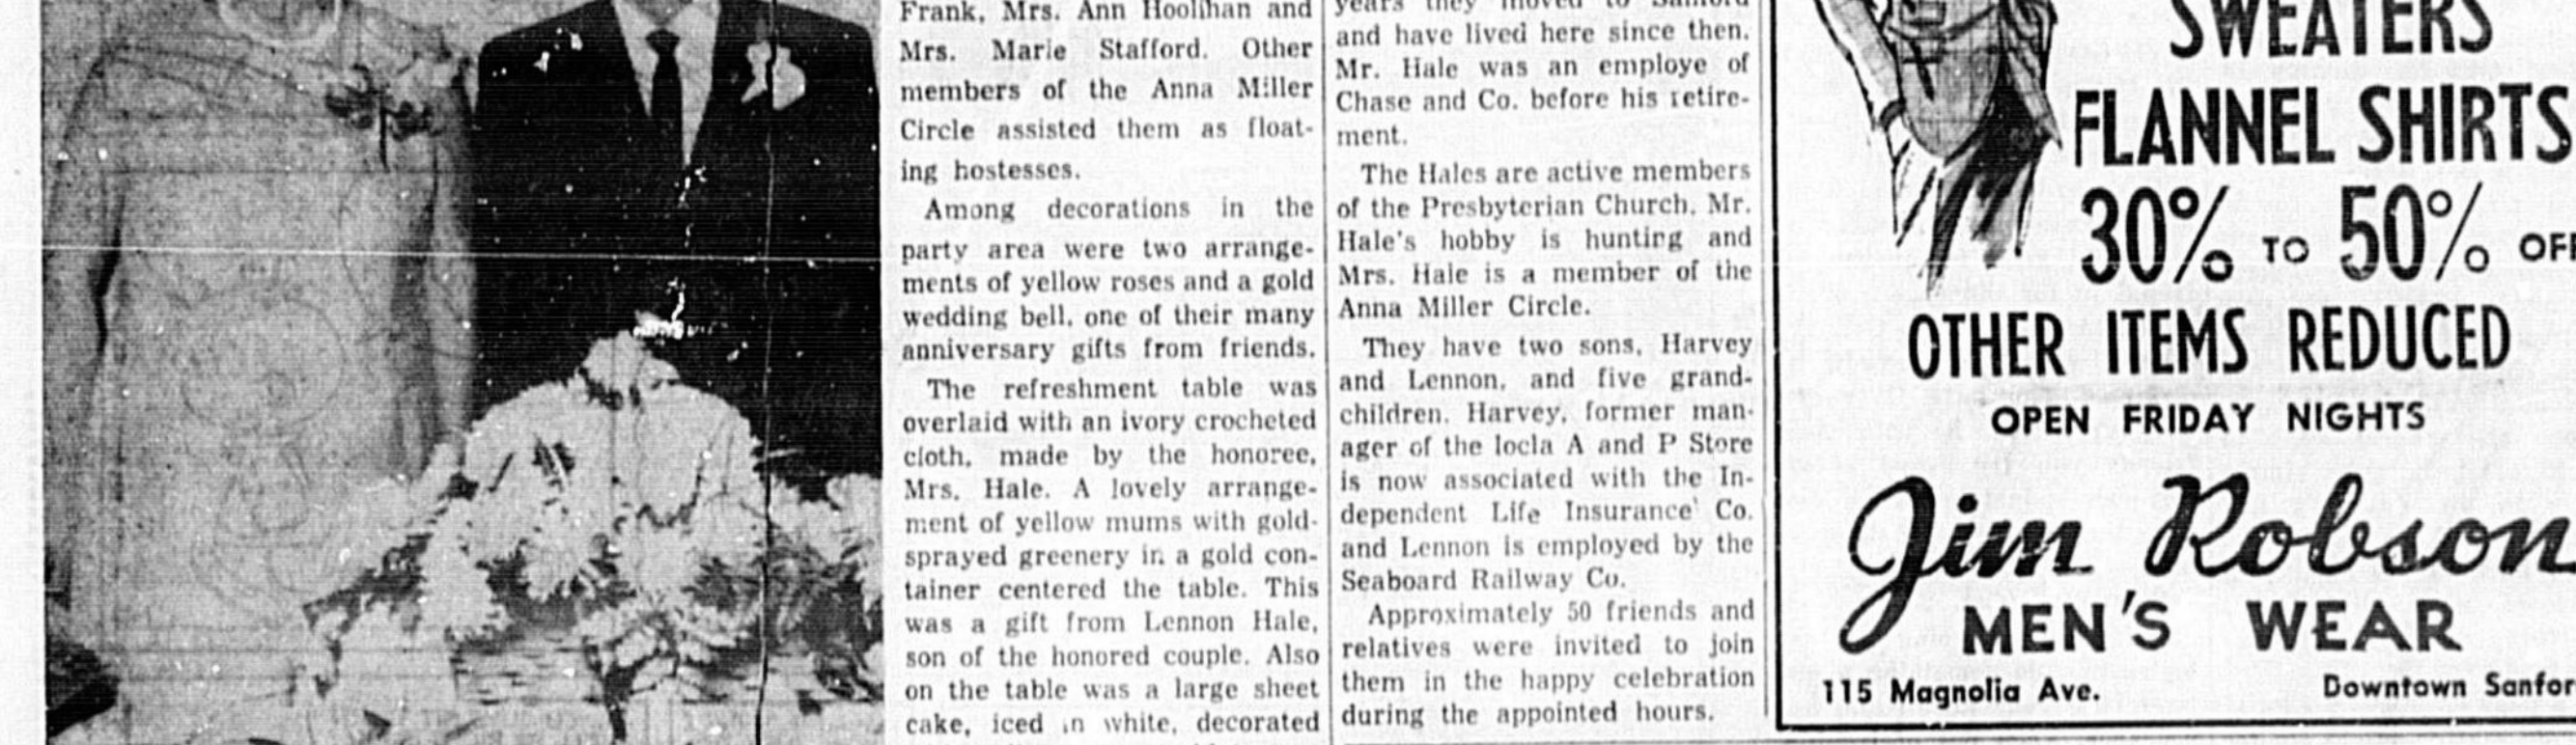 Frank, Mrs. Ann Hoolihan and
Mrs. Marie Stafford. Other
members of the Anna Miller
Circle assisted them as float-
ing hostesses.
Among decorations in the
party area were two arrange-
ments of yellow roses and a gold
wedding bell, one of their many
anniversary gifts from friends.
The refreshment table was
overlaid with an ivory crocheted
cloth, made by the honoree,
Mrs. Hale. A lovely arrange-
ment of yellow mums with gold-
sprayed greenery in a gold con-
tainer centered the table. This
was a gift from Lennon Hale,
son of the honored couple. Also
on the table was a large sheet
cake, iced in white, decorated
years they moved to Sanford
and have lived here since then.
Mr. Hale was an employe of
Chase and Co. before his retire-
ment.
The Hales are active members
of the Presbyterian Church. Mr.
Hale's hobby is hunting and
Mrs. Hale is a member of the
Anna Miller Circle.
They have two sons, Harvey
and Lennon, and five grand-
children. Harvey, former man-
ager of the locla A and P Store
is now associated with the In-
dependent Life Insurance Co.
and Lennon is employed by the
Seaboard Railway Co.
Approximately 50 friends and
relatives were invited to join
them in the happy celebration
during the appointed hours.
SWEATERS
FLANNEL SHIRTS
30% TO 50% OFF
OTHER ITEMS REDUCED
OPEN FRIDAY NIGHTS
Jim Robson
MEN'S WEAR
115 Magnolia Ave. Downtown Sanfor